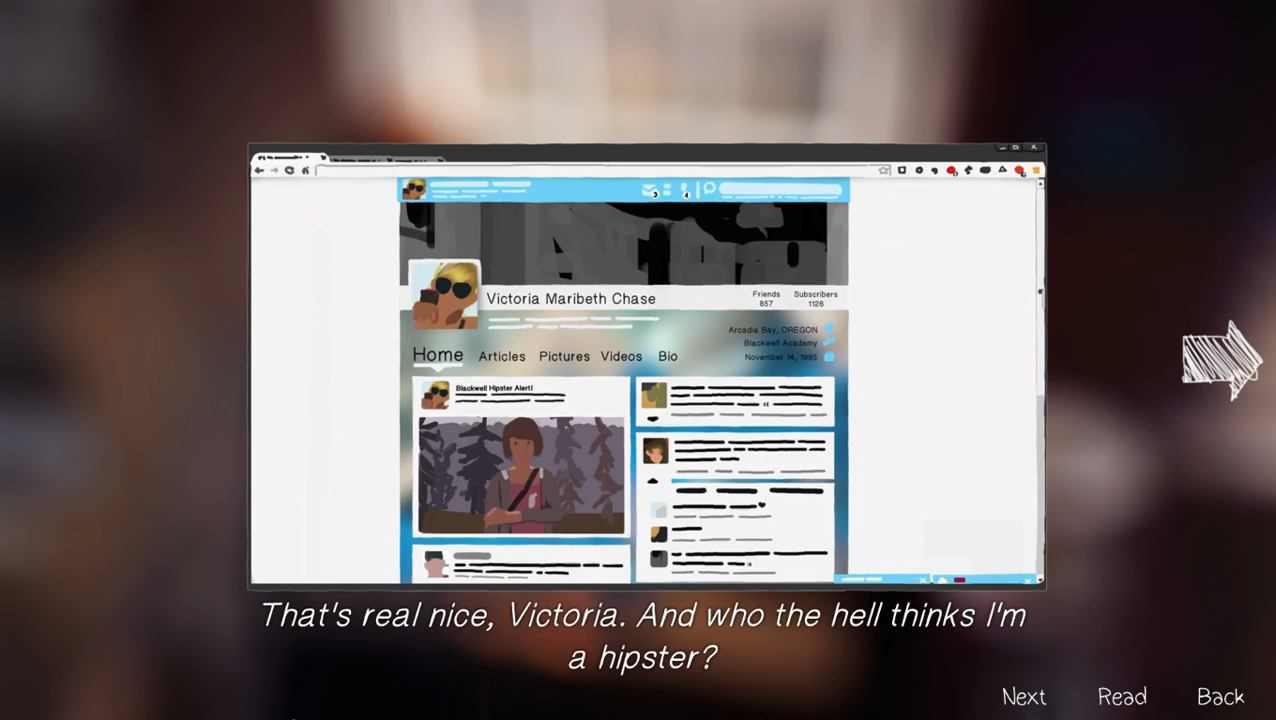 Victoria Maribeth Chase
Friends
857
Subscribers
1126
Arcadia Bay, OREGON
Blackwell Academy
November 14, 1995
Home Articles Pictures Videos Bio
Blackwell Hipster Alert!
That's real nice, Victoria. And who the hell thinks I'm
a hipster?
Next Read Back